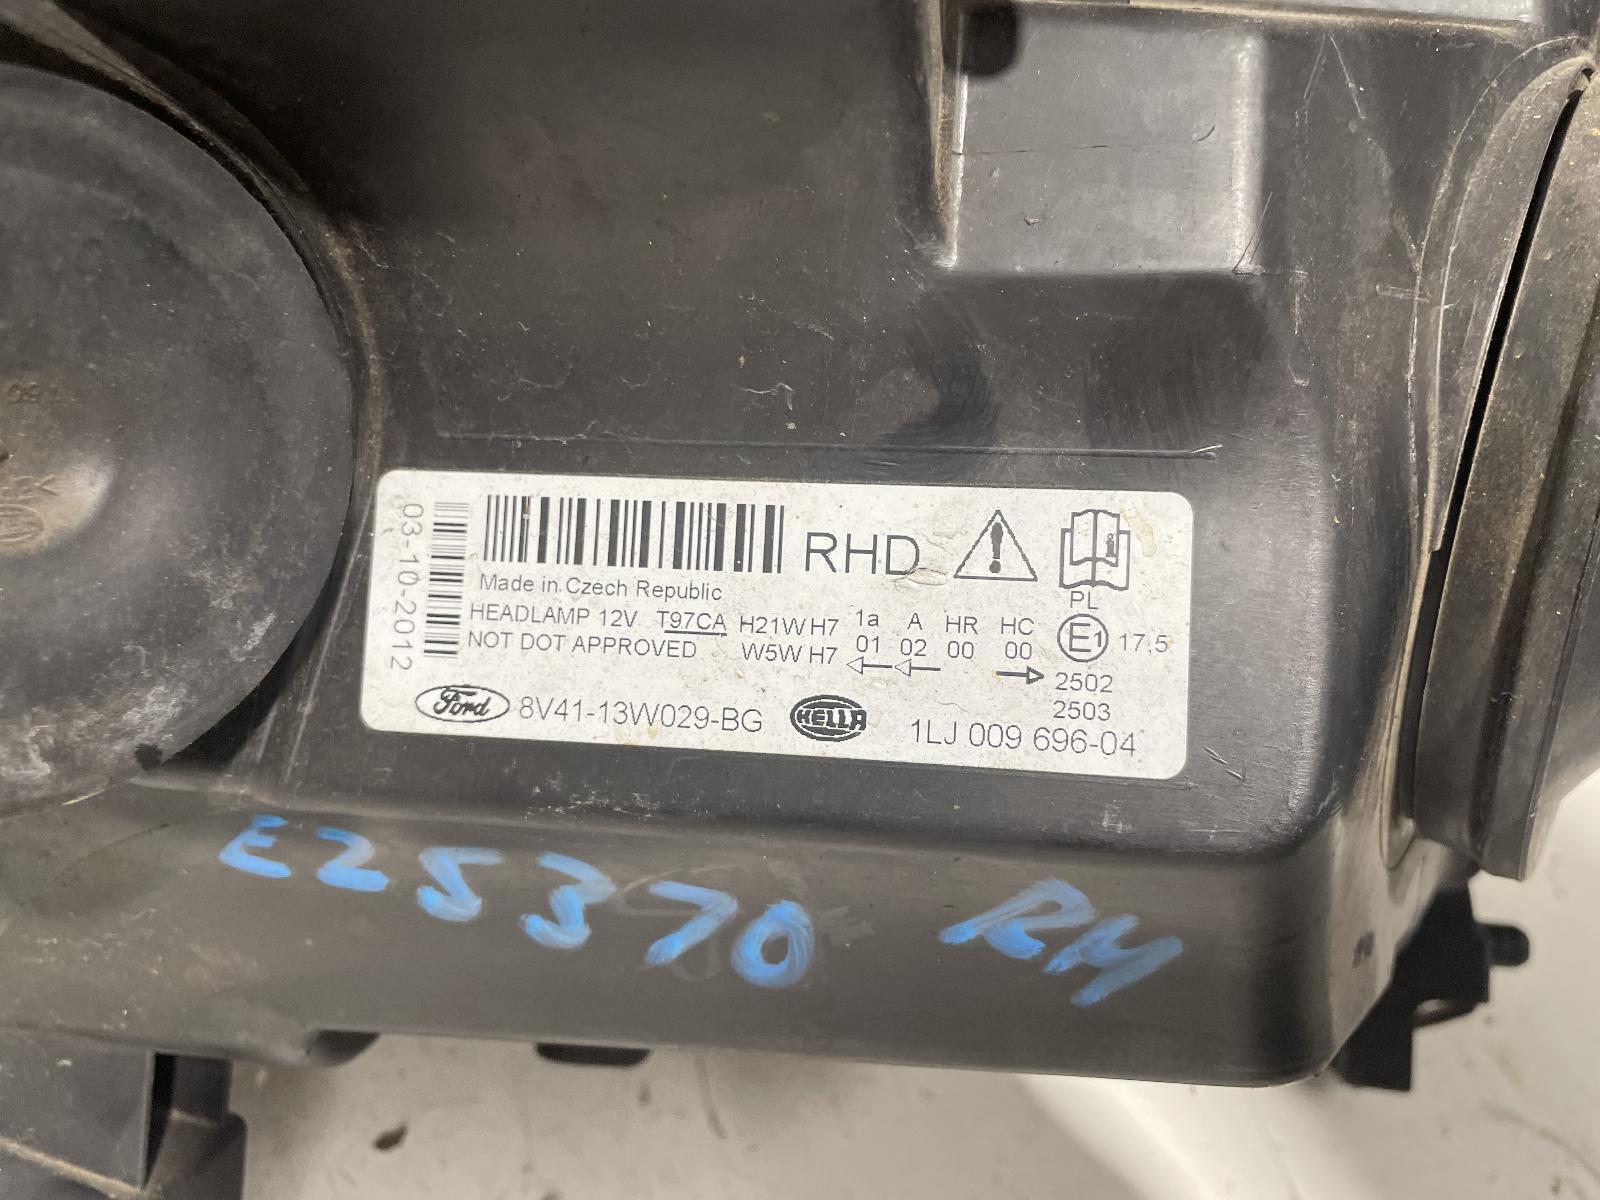 03-10-2012
RHD
Made in Czech Republic
PL
HEADLAMP 12V T97CA H21W H7 1a A HR HC E1 17,5
NOT DOT APPROVED W5W H7 01 02 00 00
2502
2503
Ford 8V41-13W029-BG HELLA 1LJ 009 696-04
E25370 RH